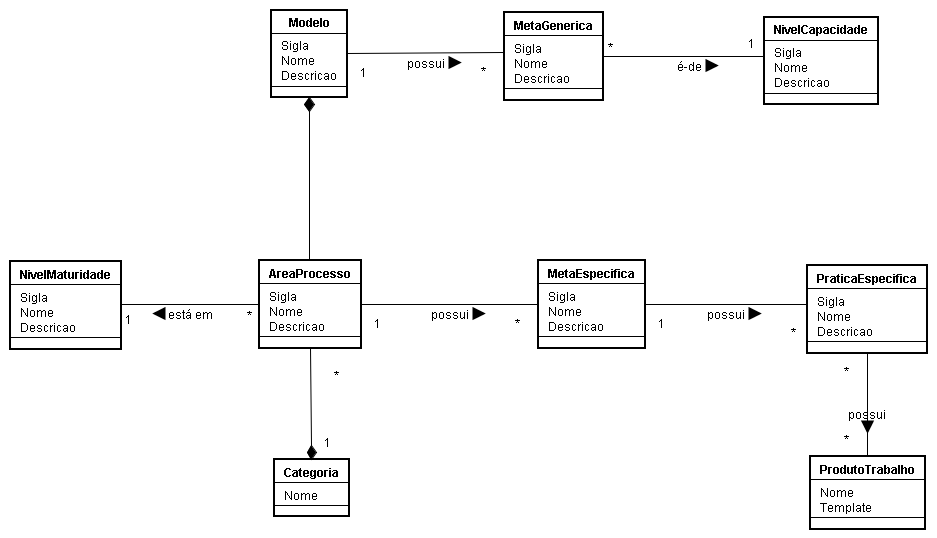 Modelo
Sigla
Nome
Descricao
1
possui
*
MetaGenerica
Sigla
Nome
Descricao
*
é-de
1
NivelCapacidade
Sigla
Nome
Descricao
NivelMaturidade
Sigla
Nome
Descricao
1
está em
*
AreaProcesso
Sigla
Nome
Descricao
1
possui
*
MetaEspecifica
Sigla
Nome
Descricao
1
possui
*
PraticaEspecifica
Sigla
Nome
Descricao
*
1
Categoria
Nome
*
possui
*
ProdutoTrabalho
Nome
Template